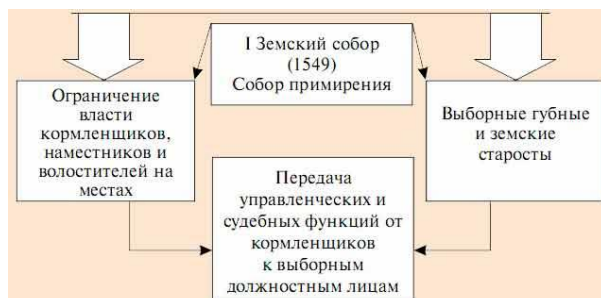 I Земский собор
(1549)
Собор примирения
Ограничение
власти
кормленщиков,
наместников и
волостителей на
местах
Выборные губные
и земские
старосты
Передача
управленческих и
судебных функций от
кормленщиков
к выборным
должностным лицам